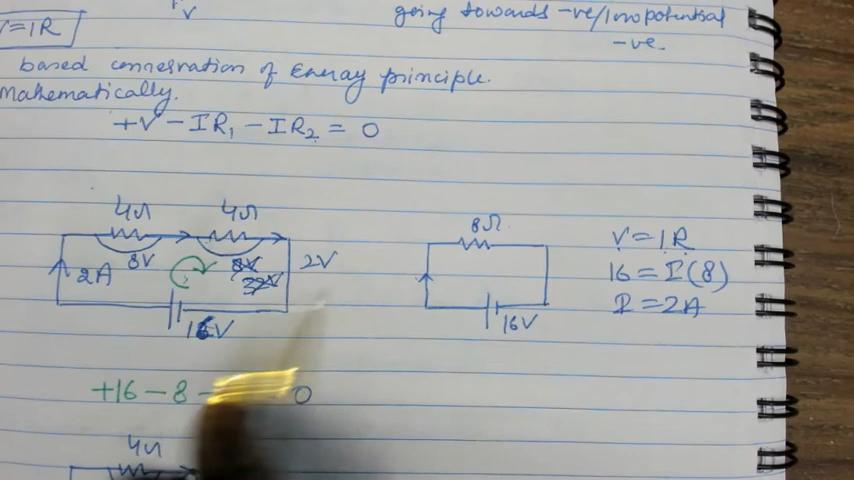 V
going towards -ve/low potential
V=IR
-ve.
based conservation of Energy principle.
Mathematically.
+V - IR₁ - IR₂ = 0
4Ω 4Ω
8V
2A
2V
16V
8Ω
16V
V=IR
16 = I(8)
I = 2A
+16 - 8 - 0
4Ω